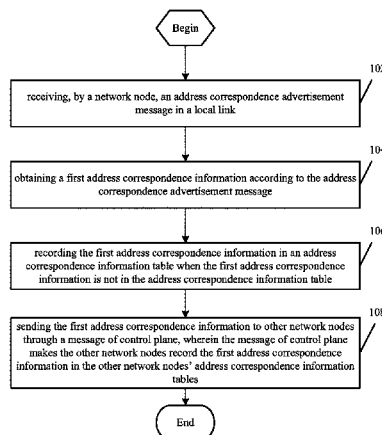 Begin
102
receiving, by a network node, an address correspondence advertisement
message in a local link
104
obtaining a first address correspondence information according to the address
correspondence advertisement message
106
recording the first address correspondence information in an address
correspondence information table when the first address correspondence
information is not in the address correspondence information table
108
sending the first address correspondence information to other network nodes
through a message of control plane, wherein the message of control plane
makes the other network nodes record the first address correspondence
information in the other network nodes' address correspondence information
tables
End